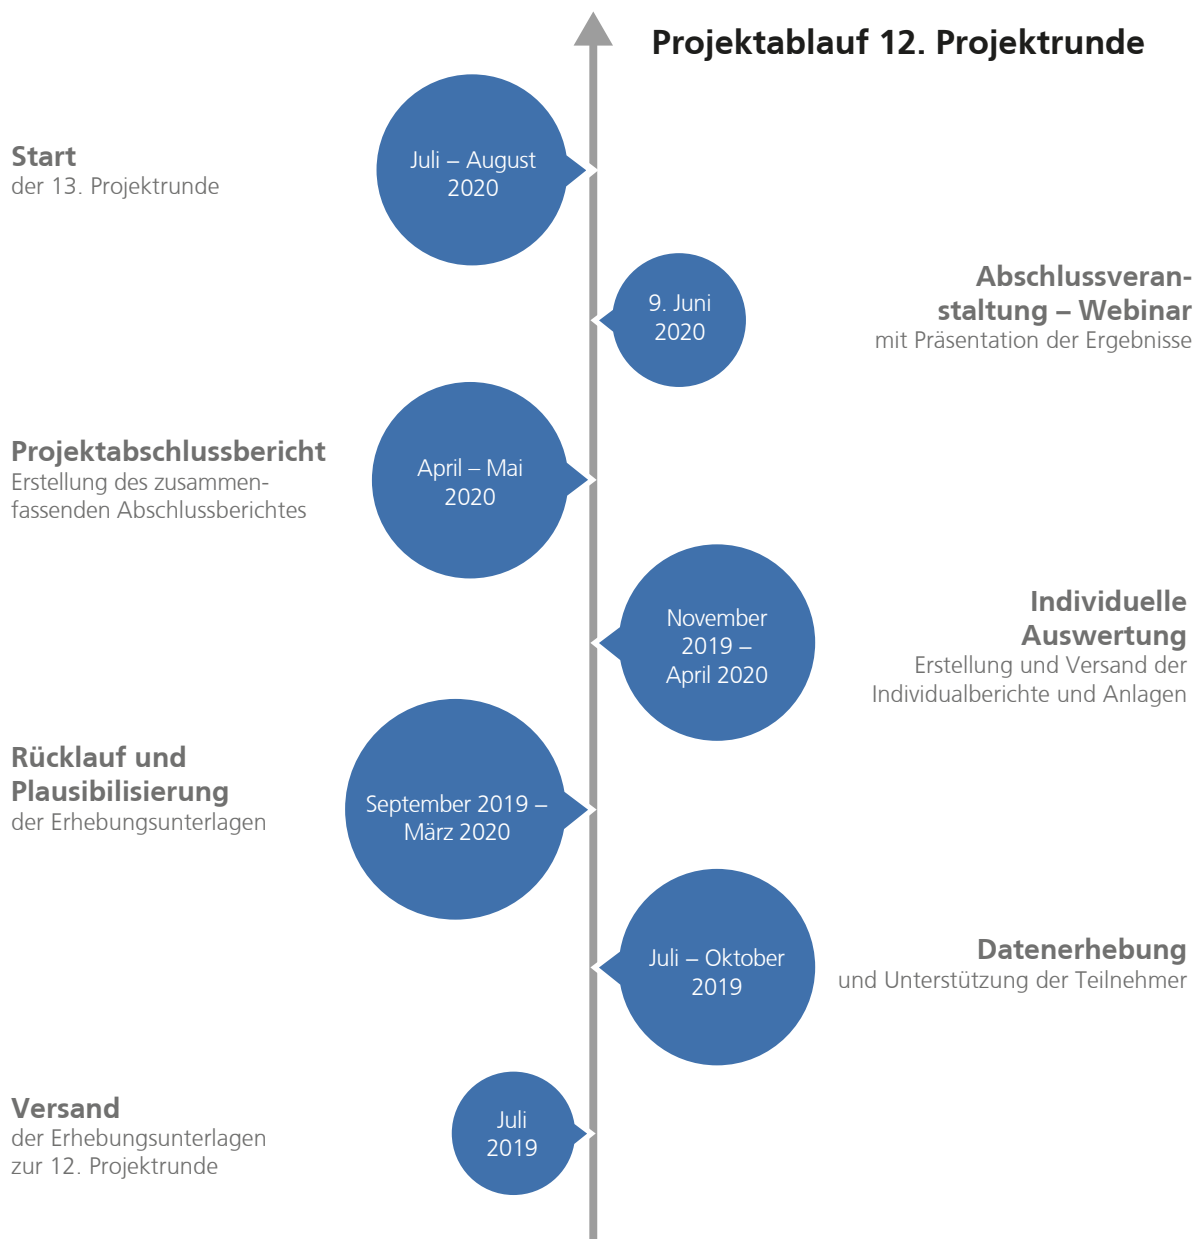 Projektablauf 12. Projektrunde
Start
der 13. Projektrunde
Juli – August
2020
9. Juni
2020
Abschlussveran-
staltung – Webinar
mit Präsentation der Ergebnisse
Projektabschlussbericht
Erstellung des zusammen-
fassenden Abschlussberichtes
April – Mai
2020
November
2019 –
April 2020
Individuelle
Auswertung
Erstellung und Versand der
Individualberichte und Anlagen
Rücklauf und
Plausibilisierung
der Erhebungsunterlagen
September 2019 –
März 2020
Juli – Oktober
2019
Datenerhebung
und Unterstützung der Teilnehmer
Versand
der Erhebungsunterlagen
zur 12. Projektrunde
Juli
2019